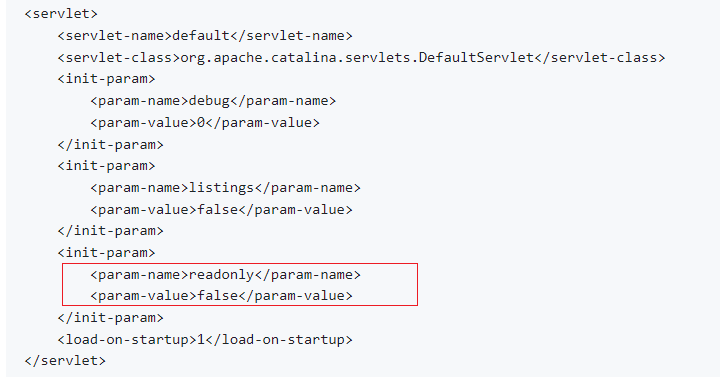 <servlet>
    <servlet-name>default</servlet-name>
    <servlet-class>org.apache.catalina.servlets.DefaultServlet</servlet-class>
    <init-param>
        <param-name>debug</param-name>
        <param-value>0</param-value>
    </init-param>
    <init-param>
        <param-name>listings</param-name>
        <param-value>false</param-value>
    </init-param>
    <init-param>
        <param-name>readonly</param-name>
        <param-value>false</param-value>
    </init-param>
    <load-on-startup>1</load-on-startup>
</servlet>